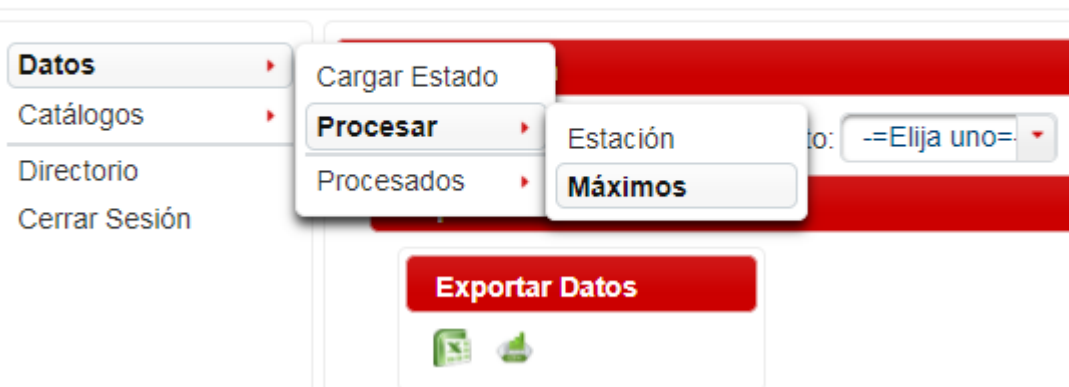 Datos
Catálogos
Directorio
Cerrar Sesión
Cargar Estado
Procesar
Procesados
Estación
Máximos
to: -=Elija uno=-
Exportar Datos